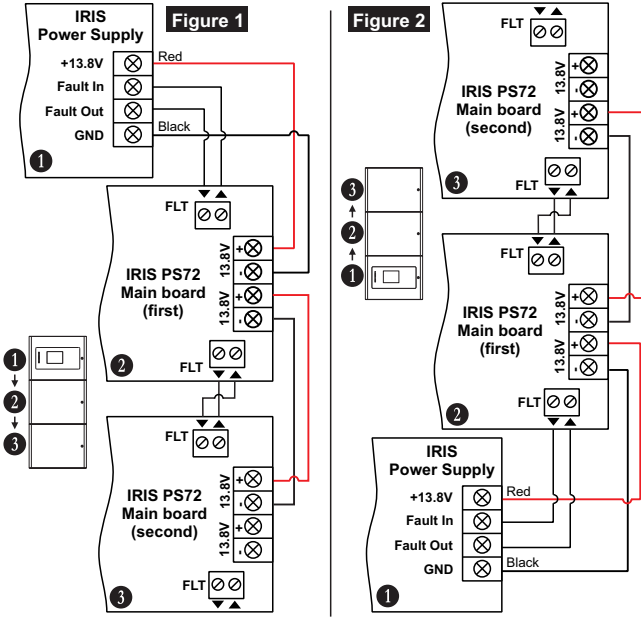 Figure 1
IRIS
Power Supply
+13.8V
Red
Fault In
Fault Out
GND
Black
1
FLT
+
-
13.8V
+
-
13.8V
IRIS PS72
Main board
(first)
FLT
2
1
2
3
FLT
+
-
13.8V
+
-
13.8V
IRIS PS72
Main board
(second)
FLT
3
Figure 2
FLT
+
-
13.8V
+
-
13.8V
IRIS PS72
Main board
(second)
FLT
3
3
2
1
FLT
+
-
13.8V
+
-
13.8V
IRIS PS72
Main board
(first)
FLT
2
IRIS
Power Supply
+13.8V
Red
Fault In
Fault Out
GND
Black
1